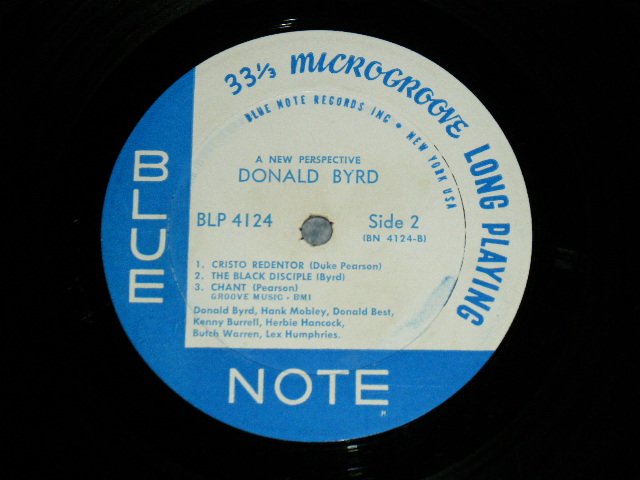 33⅓ MICROGROOVE LONG PLAYING
BLUE NOTE RECORDS INC • NEW YORK USA
A NEW PERSPECTIVE
DONALD BYRD
BLP 4124
Side 2
(BN 4124-B)
1. CRISTO REDENTOR (Duke Pearson)
2. THE BLACK DISCIPLE (Byrd)
3. CHANT (Pearson)
GROOVE MUSIC - BMI
Donald Byrd, Hank Mobley, Donald Best,
Kenny Burrell, Herbie Hancock,
Butch Warren, Lex Humphries.
BLUE
NOTE